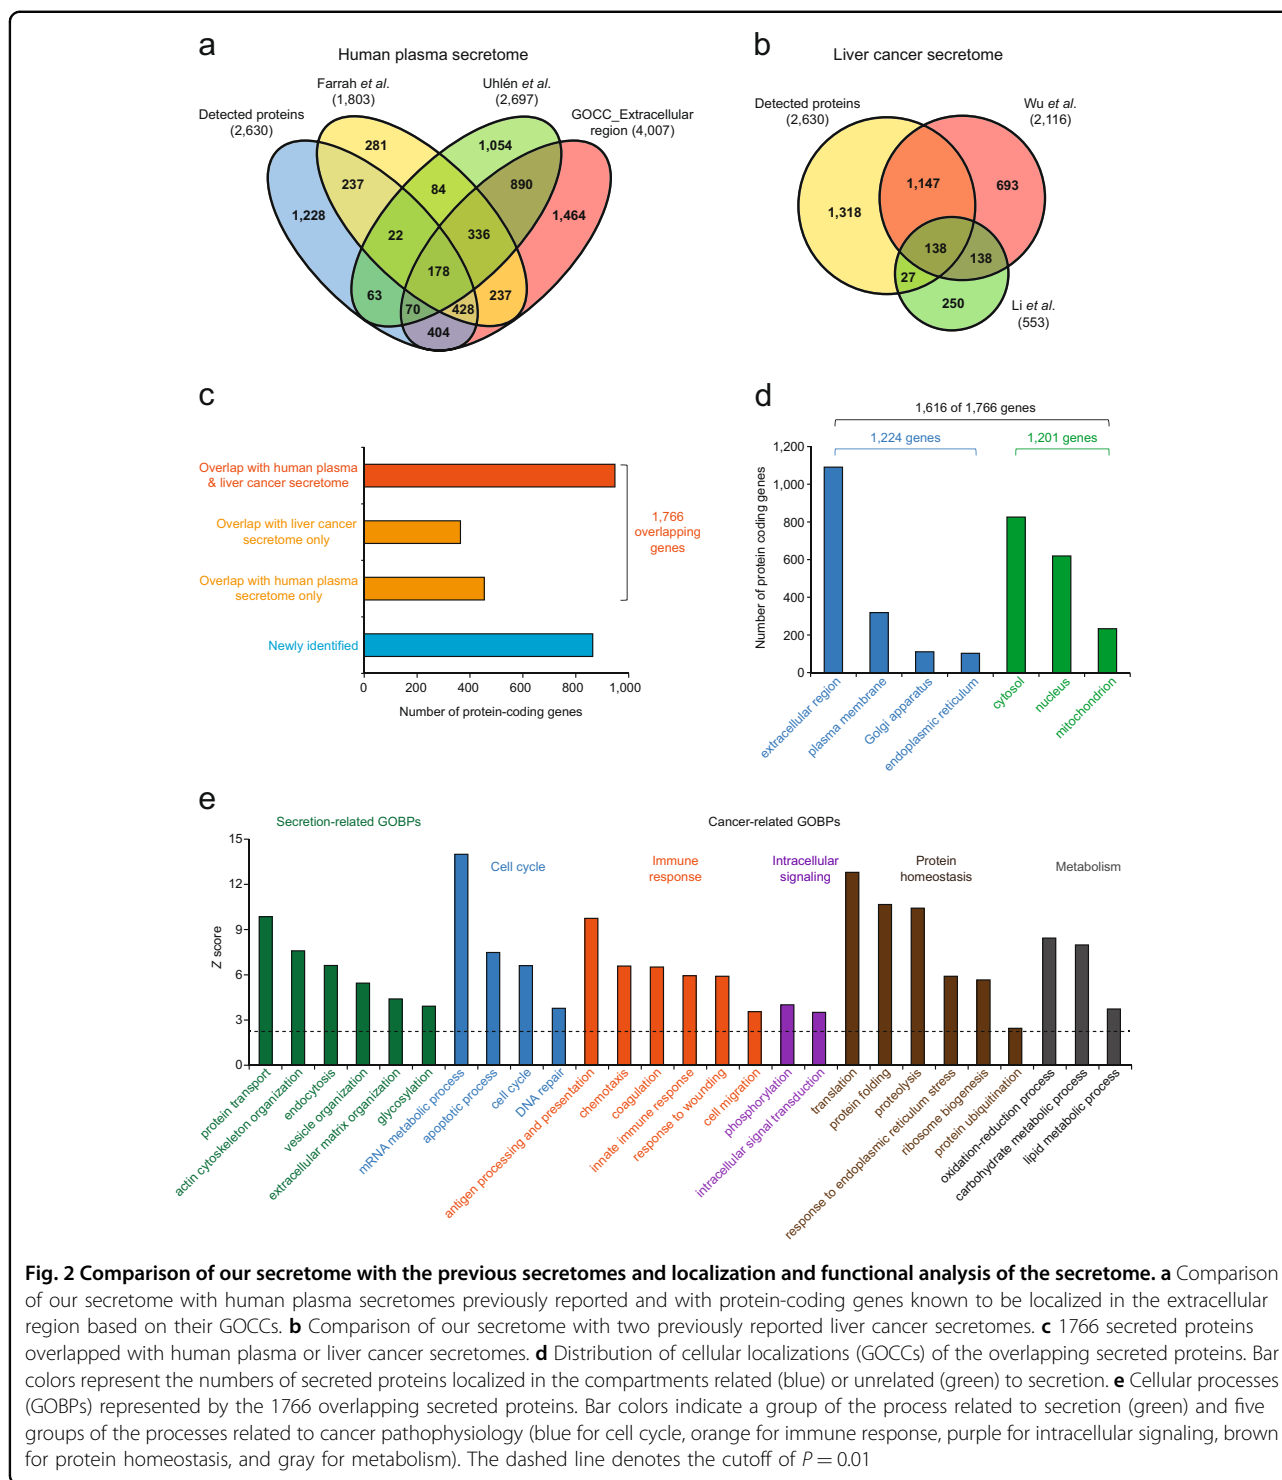 a
Human plasma secretome
Farrah et al.
(1,803)
Uhlén et al.
(2,697)
Detected proteins
(2,630)
GOCC_Extracellular
region (4,007)
281
1,054
237
84
890
1,228
1,464
22
336
178
63
237
70
428
404
b
Liver cancer secretome
Detected proteins
(2,630)
Wu et al.
(2,116)
1,147
693
1,318
138
138
27
250
Li et al.
(553)
c
Overlap with human plasma
& liver cancer secretome
Overlap with liver cancer
secretome only
Overlap with human plasma
secretome only
Newly identified
1,766
overlapping
genes
0
200
400
600
800
1,000
Number of protein-coding genes
d
1,616 of 1,766 genes
1,224 genes
1,201 genes
Number of protein coding genes
1,200
1,000
800
600
400
200
0
extracellular region
plasma membrane
Golgi apparatus
endoplasmic reticulum
cytosol
nucleus
mitochondrion
e
Secretion-related GOBPs
Cancer-related GOBPs
Cell cycle
Immune
response
Intracellular
signaling
Protein
homeostasis
Metabolism
Z score
15
12
9
6
3
0
protein transport
actin cytoskeleton organization
endocytosis
vesicle organization
extracellular matrix organization
glycosylation
mRNA metabolic process
apoptotic process
cell cycle
DNA repair
antigen processing and presentation
chemotaxis
coagulation
innate immune response
response to wounding
cell migration
phosphorylation
intracellular signal transduction
translation
protein folding
proteolysis
response to endoplasmic reticulum stress
ribosome biogenesis
protein ubiquitination
oxidation-reduction process
carbohydrate metabolic process
lipid metabolic process
Fig. 2 Comparison of our secretome with the previous secretomes and localization and functional analysis of the secretome. a Comparison
of our secretome with human plasma secretomes previously reported and with protein-coding genes known to be localized in the extracellular
region based on their GOCCs. b Comparison of our secretome with two previously reported liver cancer secretomes. c 1766 secreted proteins
overlapped with human plasma or liver cancer secretomes. d Distribution of cellular localizations (GOCCs) of the overlapping secreted proteins. Bar
colors represent the numbers of secreted proteins localized in the compartments related (blue) or unrelated (green) to secretion. e Cellular processes
(GOBPs) represented by the 1766 overlapping secreted proteins. Bar colors indicate a group of the process related to secretion (green) and five
groups of the processes related to cancer pathophysiology (blue for cell cycle, orange for immune response, purple for intracellular signaling, brown
for protein homeostasis, and gray for metabolism). The dashed line denotes the cutoff of P = 0.01